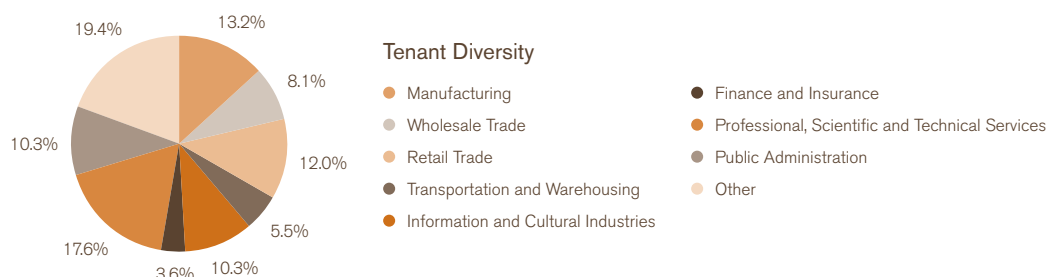 19.4%
13.2%
8.1%
10.3%
12.0%
5.5%
17.6%
3.6%
10.3%
Tenant Diversity
Manufacturing
Wholesale Trade
Retail Trade
Transportation and Warehousing
Information and Cultural Industries
Finance and Insurance
Professional, Scientific and Technical Services
Public Administration
Other